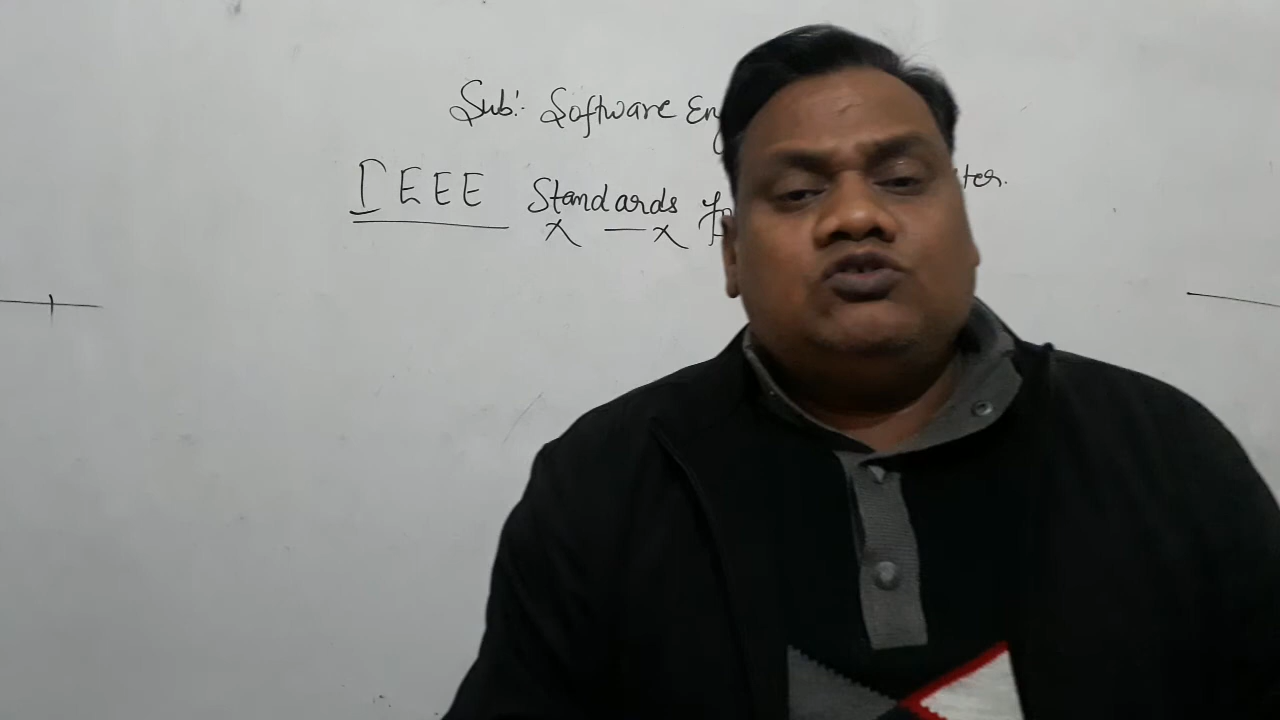 Sub:- Software En
IEEE Standards
x — x